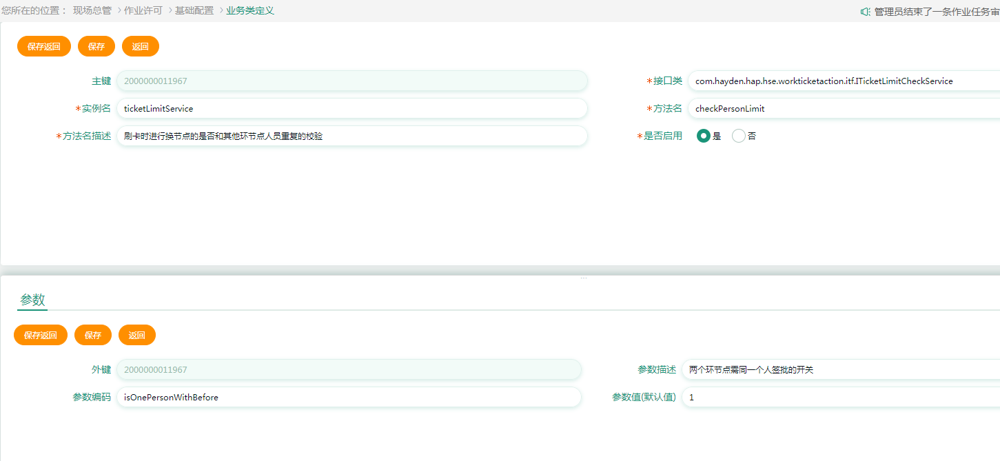 您所在的位置： 现场总管 > 作业许可 > 基础配置 > 业务类定义
管理员结束了一条作业任务审
保存返回 保存 返回
主键 2000000011967 *接口类 com.hayden.hap.hse.workticketaction.itf.ITicketLimitCheckService
*实例名 ticketLimitService *方法名 checkPersonLimit
*方法名描述 刷卡时进行换节点的是否和其他环节点人员重复的校验 *是否启用 是 否
参数
保存返回 保存 返回
外键 2000000011967 参数描述 两个环节点需同一个人签批的开关
参数编码 isOnePersonWithBefore 参数值(默认值) 1